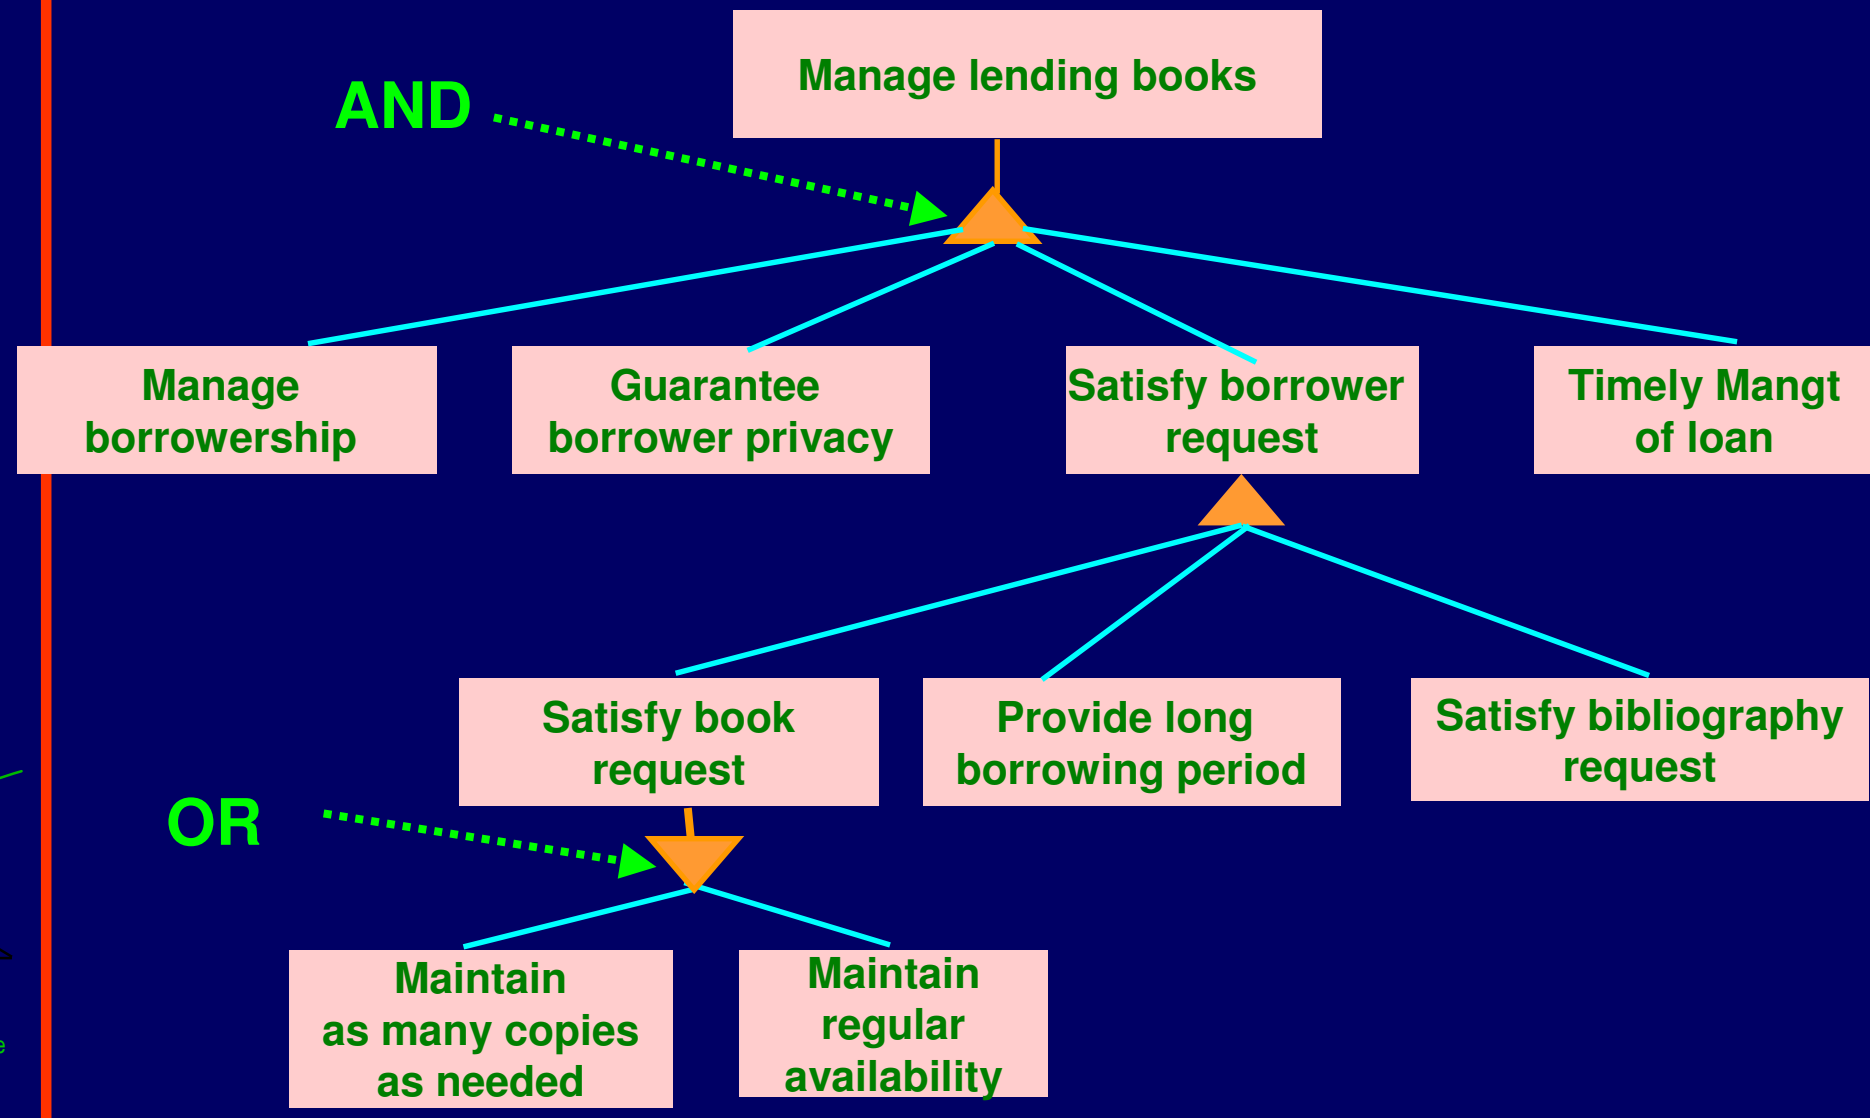 Manage lending books
AND
Manage
borrowership
Guarantee
borrower privacy
Satisfy borrower
request
Timely Mangt
of loan
Satisfy book
request
Provide long
borrowing period
Satisfy bibliography
request
OR
Maintain
as many copies
as needed
Maintain
regular
availability
e